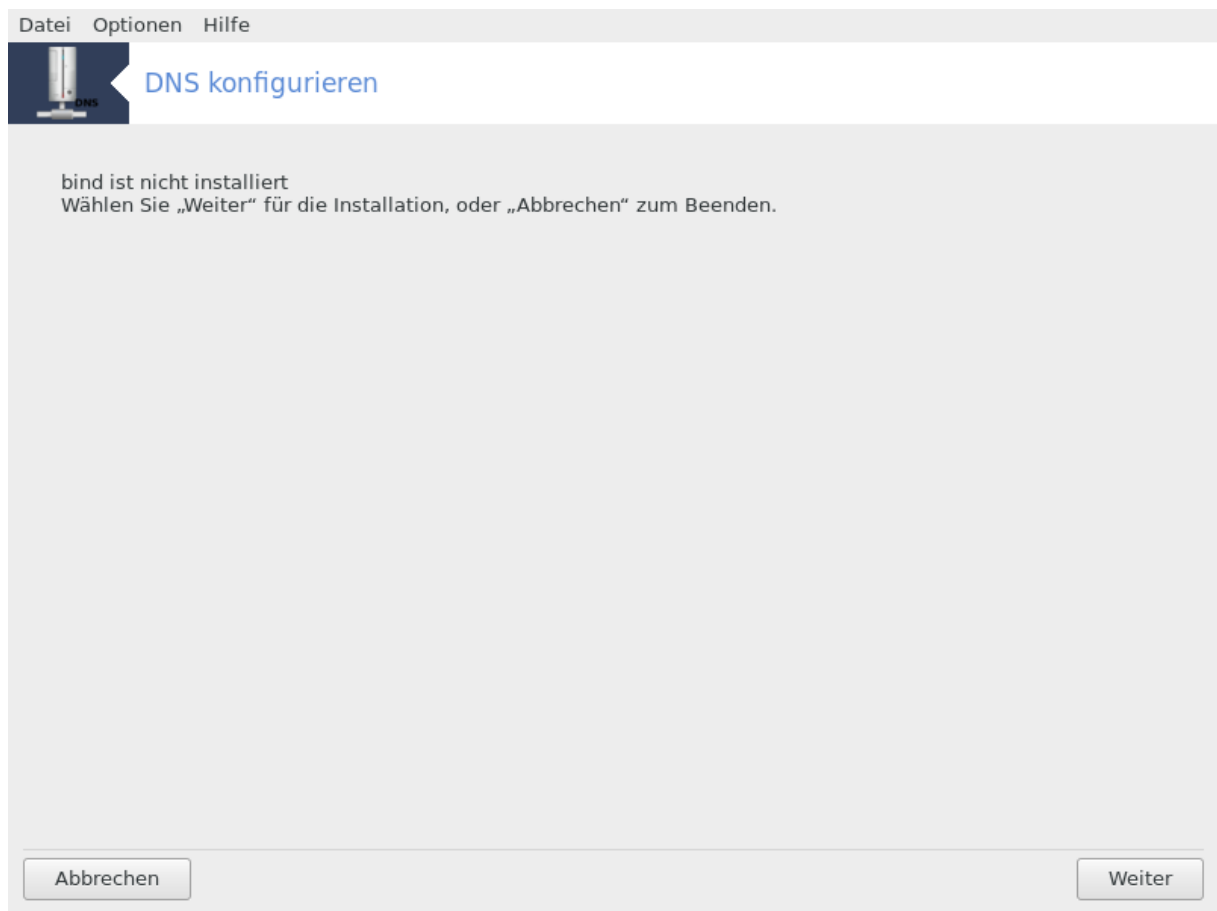 Datei Optionen Hilfe
DNS
DNS konfigurieren
bind ist nicht installiert
Wählen Sie „Weiter“ für die Installation, oder „Abbrechen“ zum Beenden.
Abbrechen
Weiter